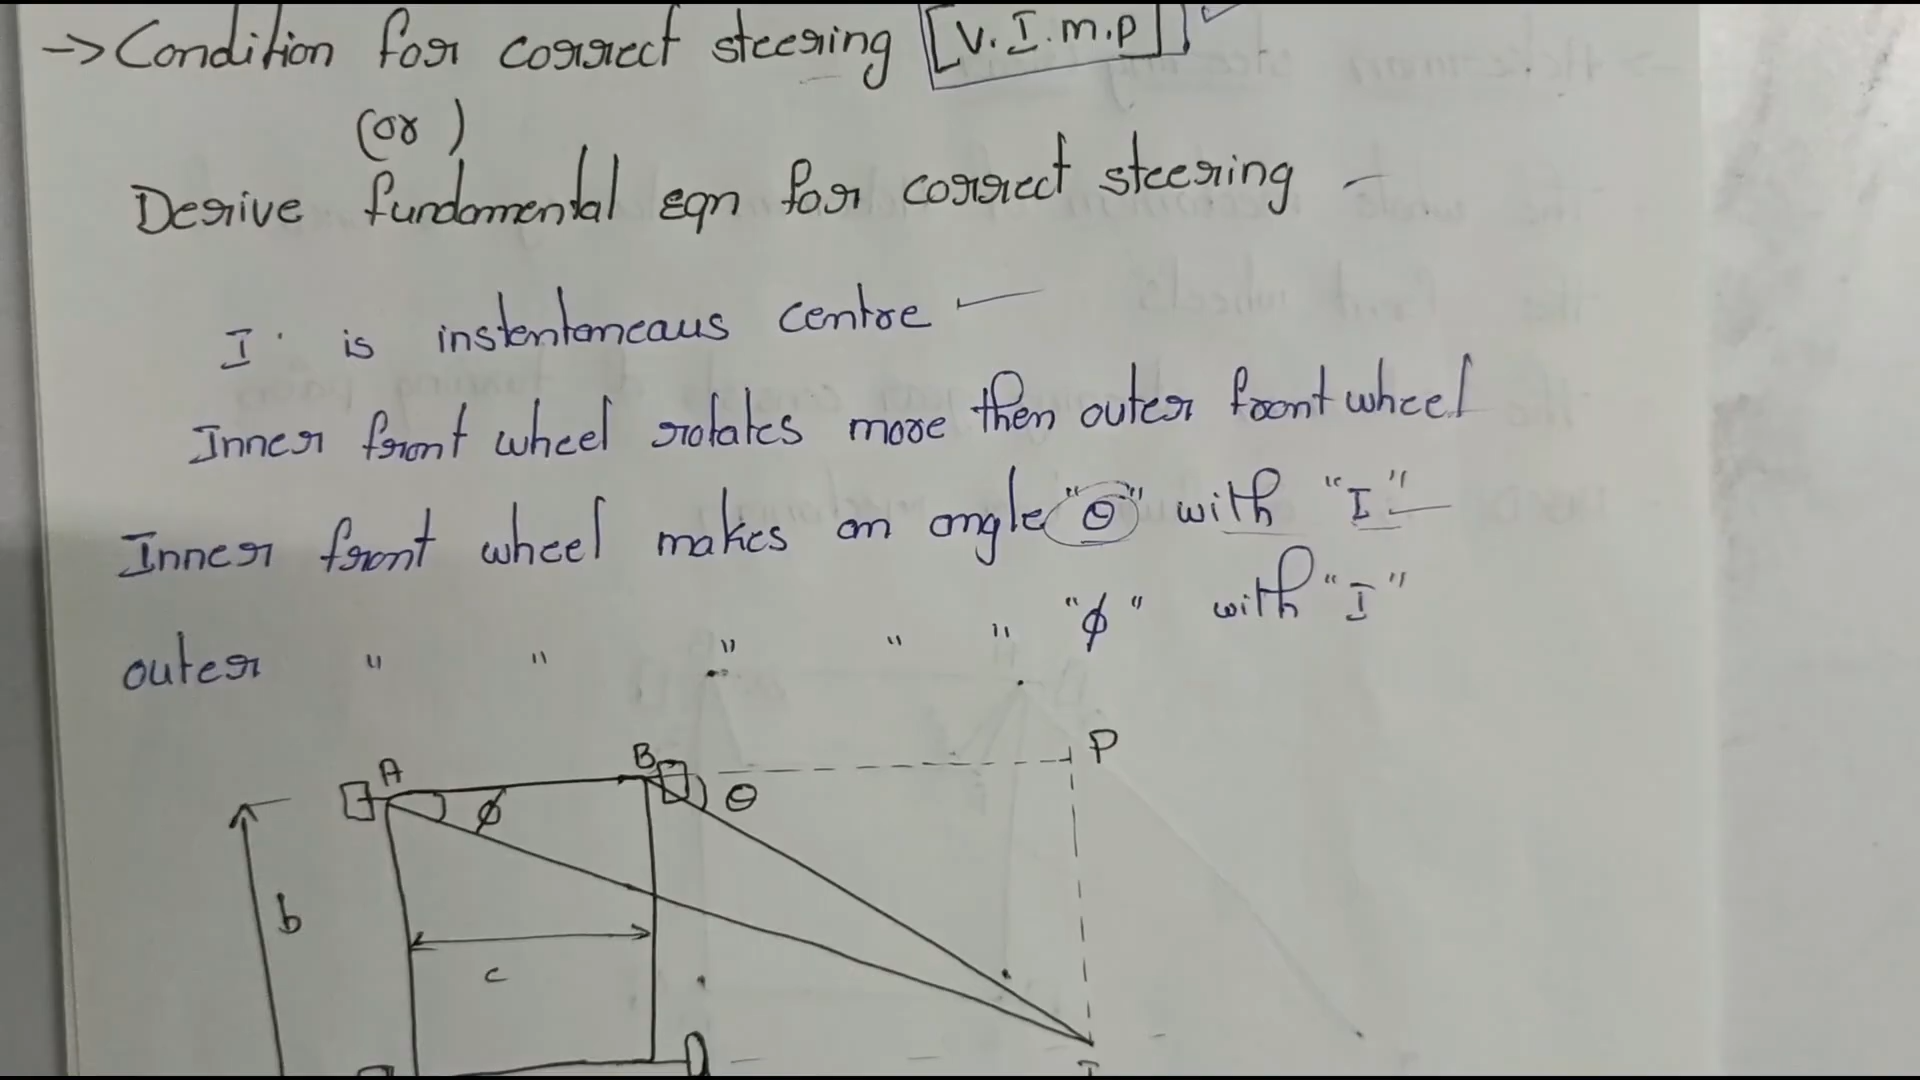 -> Condition for correct steering [V.I.m.p]
(or)
Derive fundamental eqn for correct steering -
I is instentaneaus centre -
Inner front wheel rotates more then outer front wheel
Inner front wheel makes an angle "θ" with "I"
outer " " " " " "ϕ" with "I"
A B P
ϕ θ
b
c
I